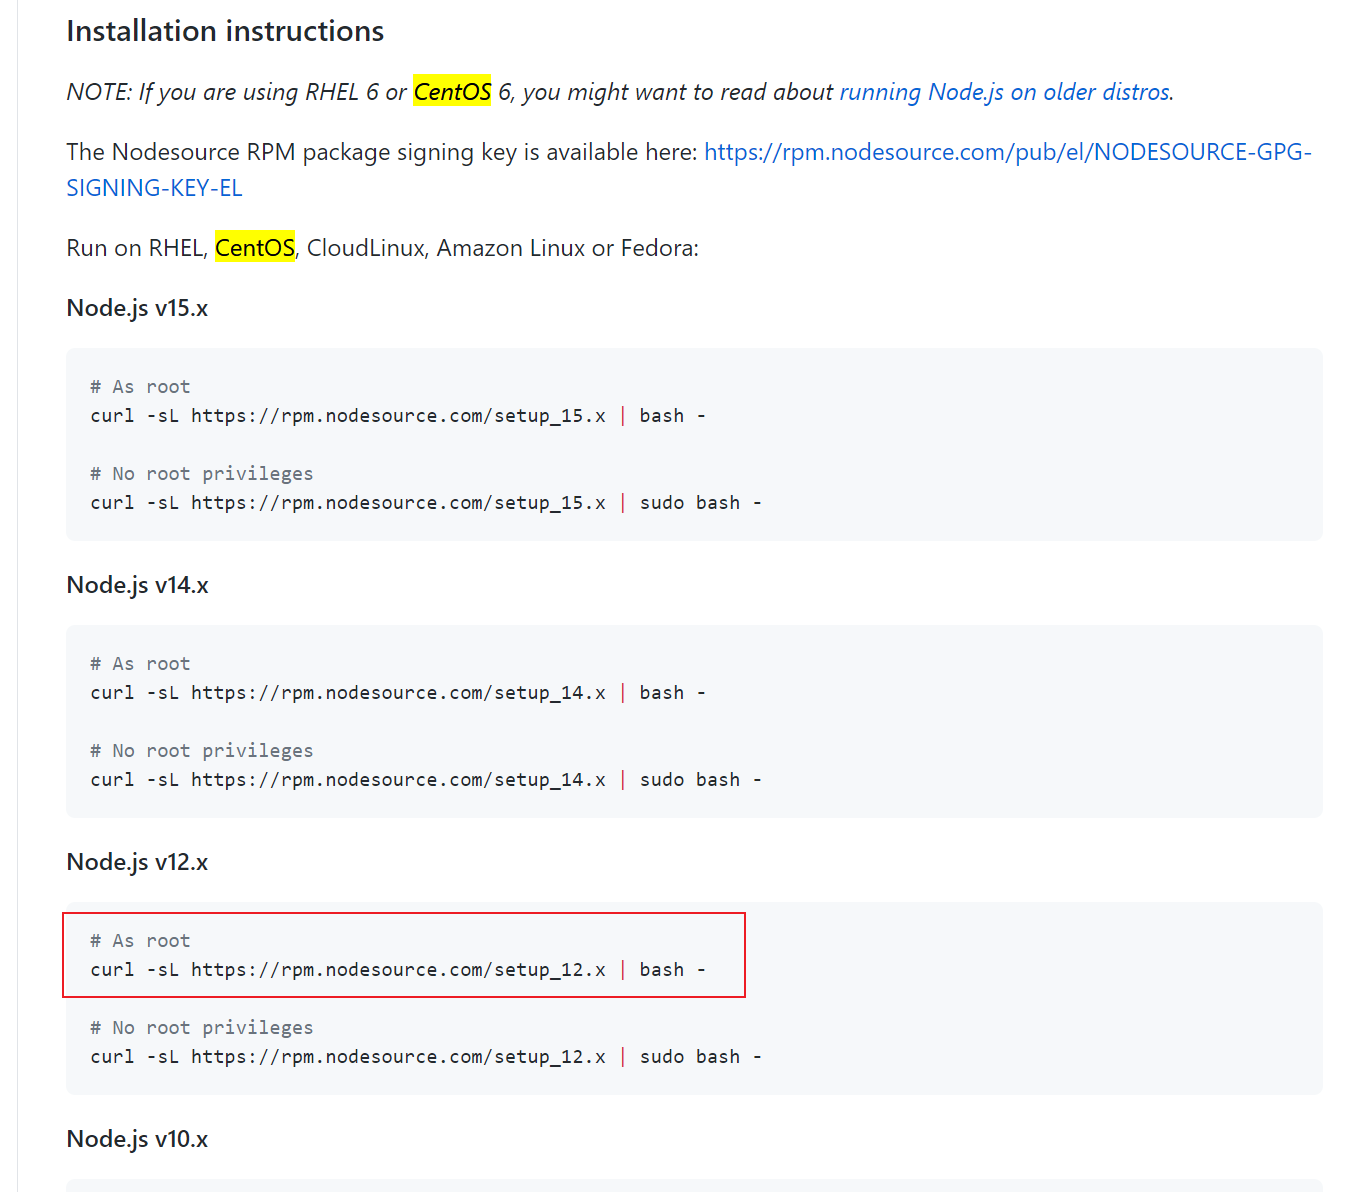 Installation instructions
NOTE: If you are using RHEL 6 or CentOS 6, you might want to read about running Node.js on older distros.
The Nodesource RPM package signing key is available here: https://rpm.nodesource.com/pub/el/NODESOURCE-GPG-
SIGNING-KEY-EL
Run on RHEL, CentOS, CloudLinux, Amazon Linux or Fedora:
Node.js v15.x
# As root
curl -sL https://rpm.nodesource.com/setup_15.x | bash -
# No root privileges
curl -sL https://rpm.nodesource.com/setup_15.x | sudo bash -
Node.js v14.x
# As root
curl -sL https://rpm.nodesource.com/setup_14.x | bash -
# No root privileges
curl -sL https://rpm.nodesource.com/setup_14.x | sudo bash -
Node.js v12.x
# As root
curl -sL https://rpm.nodesource.com/setup_12.x | bash -
# No root privileges
curl -sL https://rpm.nodesource.com/setup_12.x | sudo bash -
Node.js v10.x